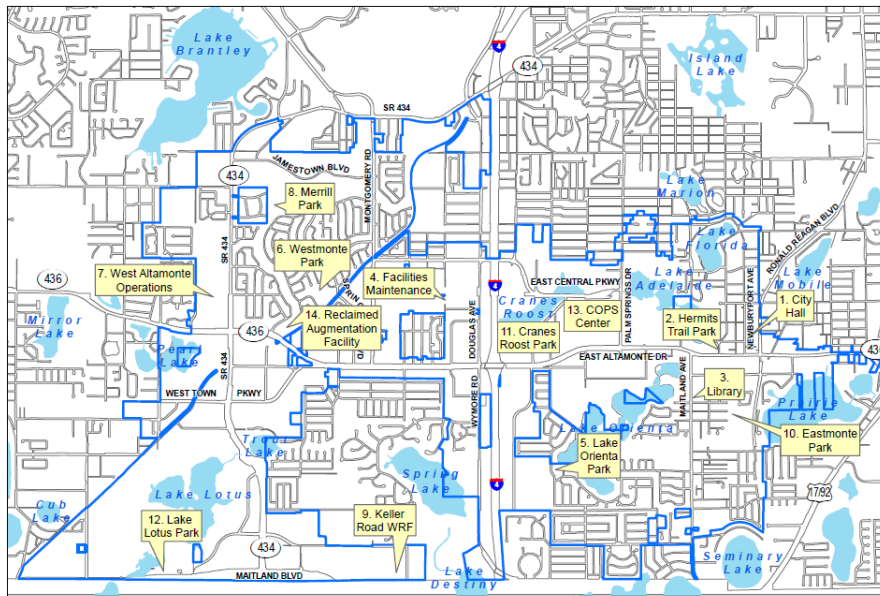 Lake
Brantley
4
434
SR 434
Island
Lake
JAMESTOWN BLVD
MONTGOMERY RD
434
8. Merrill
Park
Lake
Marion
RONALD REAGAN BLVD
Lake
Florida
6. Westmonte
Park
SR 434
7. West Altamonte
Operations
436
4. Facilities
Maintenance
4
EAST CENTRAL PKWY
Cranes
Roost
PALM SPRINGS DR
Lake
Adelaide
NEWBURYPORT AVE
Lake
Mobile
1. City
Hall
13. COPS
Center
2. Hermits
Trail Park
Mirror
Lake
14. Reclaimed
Augmentation
Facility
436
DOUGLAS AVE
11. Cranes
Roost Park
EAST ALTAMONTE DR
Pearl
Lake
SR 434
WEST TOWN PKWY
WYMORE RD
MAITLAND AVE
3.
Library
Prairie
Lake
10. Eastmonte
Park
Trout
Lake
Lake Orienta
5. Lake
Orienta
Park
Spring
Lake
4
17/92
Lake Lotus
Cub
Lake
12. Lake
Lotus Park
9. Keller
Road WRF
434
MAITLAND BLVD
Lake
Destiny
Seminary
Lake